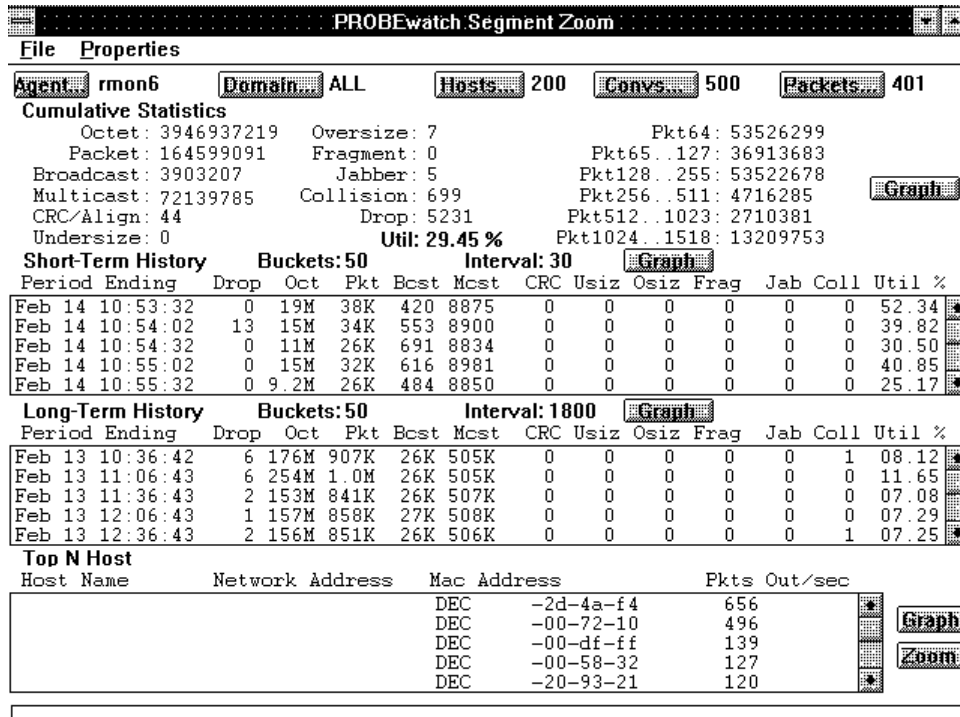 PROBEwatch Segment Zoom
File Properties
Agent... rmon6 Domain... ALL Hosts... 200 Convs... 500 Packets... 401
Cumulative Statistics
Octet: 3946937219 Oversize: 7 Pkt64: 53526299
Packet: 164599091 Fragment: 0 Pkt65..127: 36913683
Broadcast: 3903207 Jabber: 5 Pkt128..255: 53522678
Multicast: 72139785 Collision: 699 Pkt256..511: 4716285 Graph
CRC/Align: 44 Drop: 5231 Pkt512..1023: 2710381
Undersize: 0 Util: 29.45 % Pkt1024..1518: 13209753
Short-Term History Buckets: 50 Interval: 30 Graph
Period Ending Drop Oct Pkt Bcst Mcst CRC Usiz Osiz Frag Jab Coll Util %
Feb 14 10:53:32 0 19M 38K 420 8875 0 0 0 0 0 0 52.34
Feb 14 10:54:02 13 15M 34K 553 8900 0 0 0 0 0 0 39.82
Feb 14 10:54:32 0 11M 26K 691 8834 0 0 0 0 0 0 30.50
Feb 14 10:55:02 0 15M 32K 616 8981 0 0 0 0 0 0 40.85
Feb 14 10:55:32 0 9.2M 26K 484 8850 0 0 0 0 0 0 25.17
Long-Term History Buckets: 50 Interval: 1800 Graph
Period Ending Drop Oct Pkt Bcst Mcst CRC Usiz Osiz Frag Jab Coll Util %
Feb 13 10:36:42 6 176M 907K 26K 505K 0 0 0 0 0 1 08.12
Feb 13 11:06:43 6 254M 1.0M 26K 505K 0 0 0 0 0 0 11.65
Feb 13 11:36:43 2 153M 841K 26K 507K 0 0 0 0 0 0 07.08
Feb 13 12:06:43 1 157M 858K 27K 508K 0 0 0 0 0 0 07.29
Feb 13 12:36:43 2 156M 851K 26K 506K 0 0 0 0 0 1 07.25
Top N Host
Host Name Network Address Mac Address Pkts Out/sec
DEC -2d-4a-f4 656
DEC -00-72-10 496 Graph
DEC -00-df-ff 139
DEC -00-58-32 127 Zoom
DEC -20-93-21 120